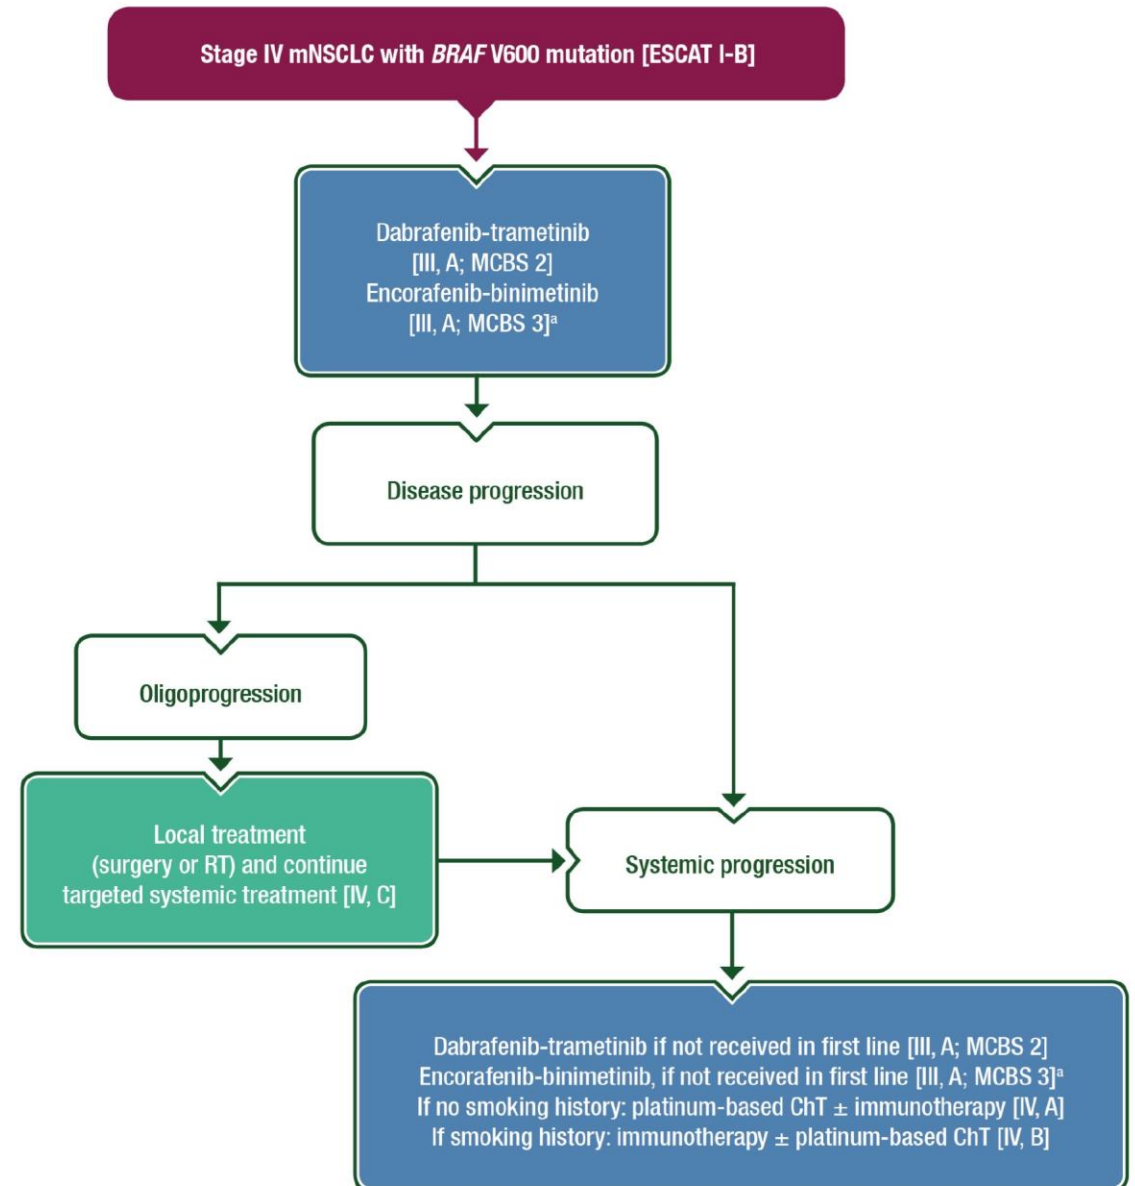 Stage IV mNSCLC with BRAF V600 mutation [ESCAT I-B]
Dabrafenib-trametinib
[III, A; MCBS 2]
Encorafenib-binimetinib
[III, A; MCBS 3]ᵃ
Disease progression
Oligoprogression
Local treatment
(surgery or RT) and continue
targeted systemic treatment [IV, C]
Systemic progression
Dabrafenib-trametinib if not received in first line [III, A; MCBS 2]
Encorafenib-binimetinib, if not received in first line [III, A; MCBS 3]ᵃ
If no smoking history: platinum-based ChT ± immunotherapy [IV, A]
If smoking history: immunotherapy ± platinum-based ChT [IV, B]